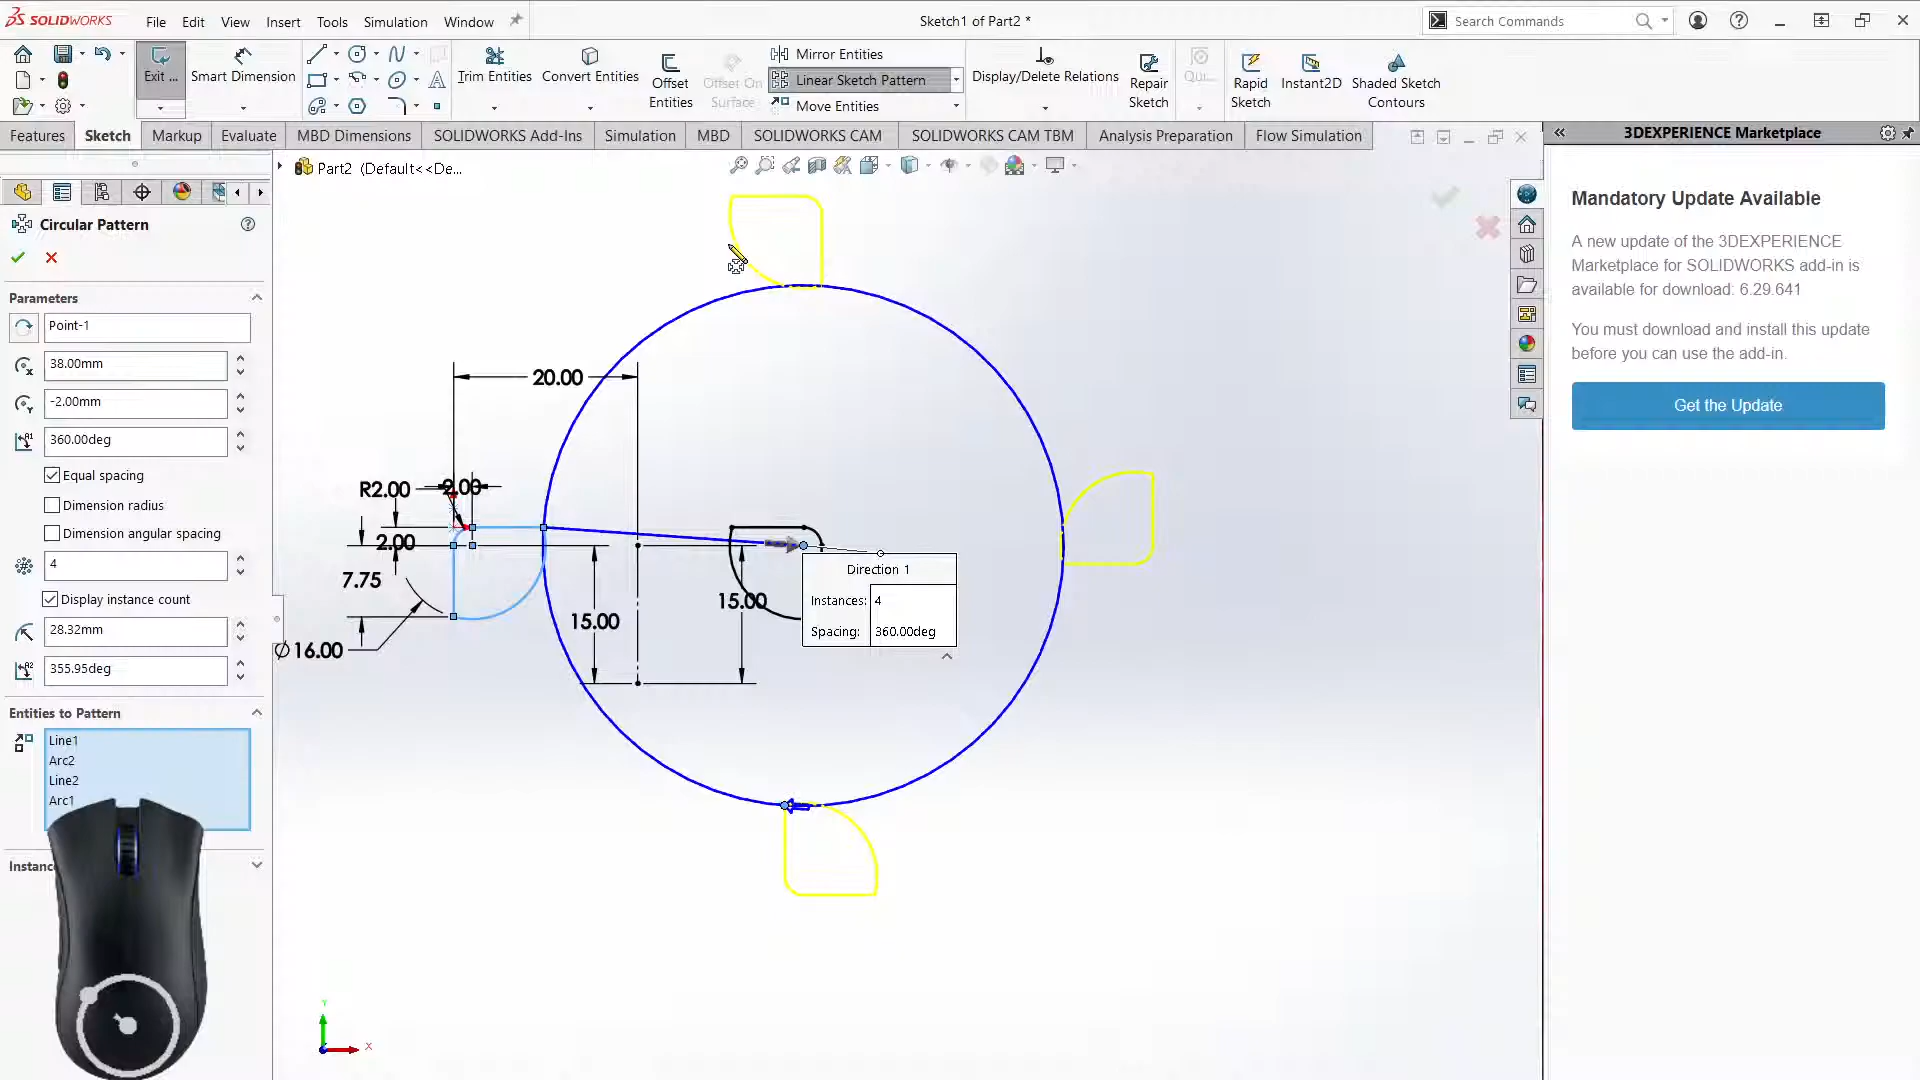 SOLIDWORKS
File Edit View Insert Tools Simulation Window
Sketch1 of Part2 *
Search Commands
Exit ...
Smart Dimension
Trim Entities
Convert Entities
Offset Entities
Offset On Surface
Mirror Entities
Linear Sketch Pattern
Move Entities
Display/Delete Relations
Repair Sketch
Qui...
Rapid Sketch
Instant2D
Shaded Sketch Contours
Features Sketch Markup Evaluate MBD Dimensions SOLIDWORKS Add-Ins Simulation MBD SOLIDWORKS CAM SOLIDWORKS CAM TBM Analysis Preparation Flow Simulation
3DEXPERIENCE Marketplace
Part2 (Default<<De...
Circular Pattern
Parameters
Point-1
38.00mm
-2.00mm
360.00deg
Equal spacing
Dimension radius
Dimension angular spacing
4
Display instance count
28.32mm
355.95deg
Entities to Pattern
Line1
Arc2
Line2
Arc1
20.00
R2.00
2.00
2.00
7.75
Ø16.00
15.00
15.00
Direction 1
Instances: 4
Spacing: 360.00deg
Y
X
Mandatory Update Available
A new update of the 3DEXPERIENCE
Marketplace for SOLIDWORKS add-in is
available for download: 6.29.641
You must download and install this update
before you can use the add-in.
Get the Update